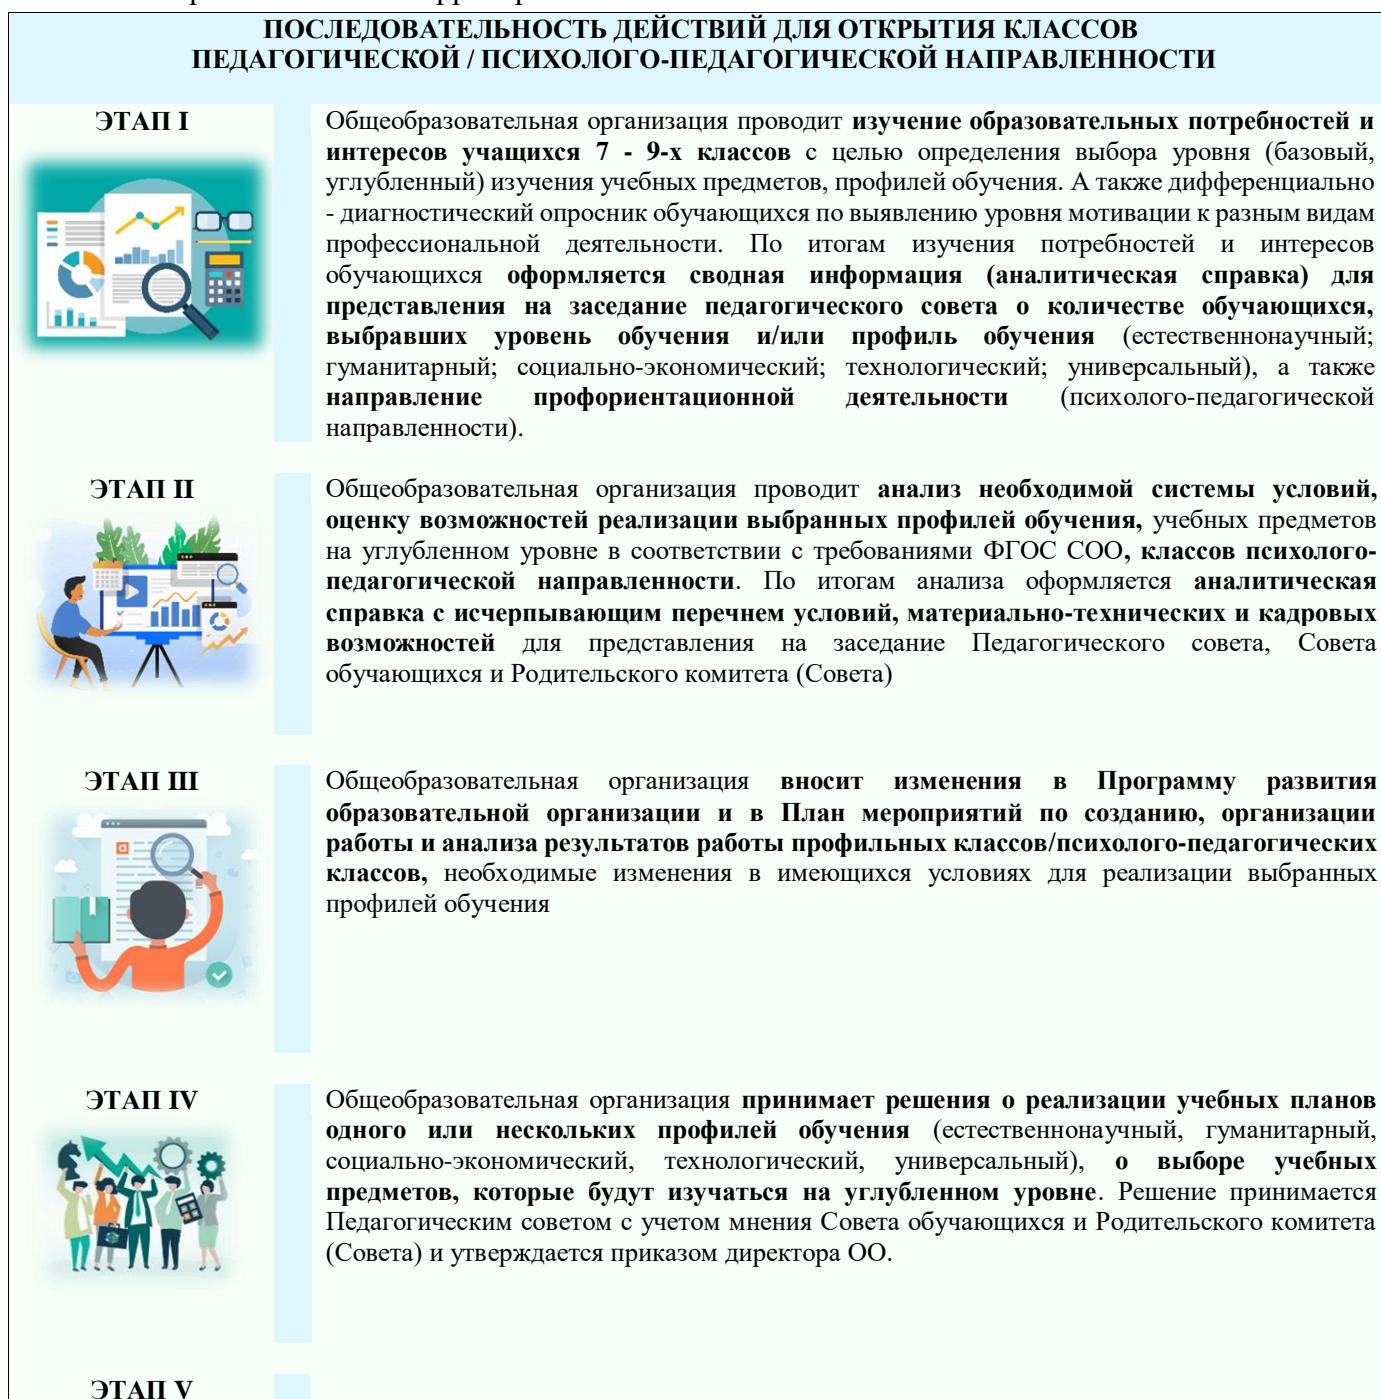 ПОСЛЕДОВАТЕЛЬНОСТЬ ДЕЙСТВИЙ ДЛЯ ОТКРЫТИЯ КЛАССОВ
ПЕДАГОГИЧЕСКОЙ / ПСИХОЛОГО-ПЕДАГОГИЧЕСКОЙ НАПРАВЛЕННОСТИ
ЭТАП I
Общеобразовательная организация проводит изучение образовательных потребностей и
интересов учащихся 7 - 9-х классов с целью определения выбора уровня (базовый,
углубленный) изучения учебных предметов, профилей обучения. А также дифференциально
- диагностический опросник обучающихся по выявлению уровня мотивации к разным видам
профессиональной деятельности. По итогам изучения потребностей и интересов
обучающихся оформляется сводная информация (аналитическая справка) для
представления на заседание педагогического совета о количестве обучающихся,
выбравших уровень обучения и/или профиль обучения (естественнонаучный;
гуманитарный; социально-экономический; технологический; универсальный), а также
направление профориентационной деятельности (психолого-педагогической
направленности).
ЭТАП II
Общеобразовательная организация проводит анализ необходимой системы условий,
оценку возможностей реализации выбранных профилей обучения, учебных предметов
на углубленном уровне в соответствии с требованиями ФГОС СОО, классов психолого-
педагогической направленности. По итогам анализа оформляется аналитическая
справка с исчерпывающим перечнем условий, материально-технических и кадровых
возможностей для представления на заседание Педагогического совета, Совета
обучающихся и Родительского комитета (Совета)
ЭТАП III
Общеобразовательная организация вносит изменения в Программу развития
образовательной организации и в План мероприятий по созданию, организации
работы и анализа результатов работы профильных классов/психолого-педагогических
классов, необходимые изменения в имеющихся условиях для реализации выбранных
профилей обучения
ЭТАП IV
Общеобразовательная организация принимает решения о реализации учебных планов
одного или нескольких профилей обучения (естественнонаучный, гуманитарный,
социально-экономический, технологический, универсальный), о выборе учебных
предметов, которые будут изучаться на углубленном уровне. Решение принимается
Педагогическим советом с учетом мнения Совета обучающихся и Родительского комитета
(Совета) и утверждается приказом директора ОО.
ЭТАП V